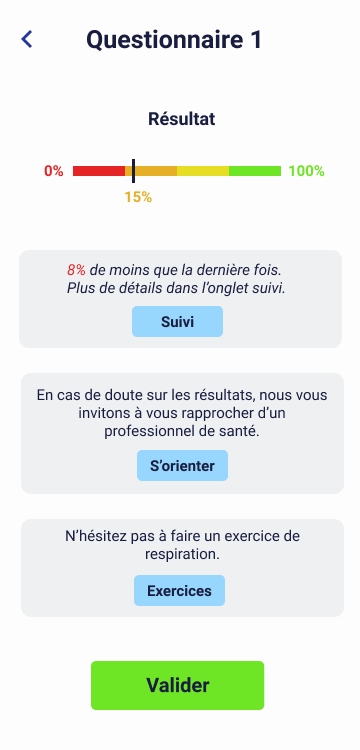 Questionnaire 1
Résultat
0%
100%
15%
8% de moins que la dernière fois.
Plus de détails dans l'onglet suivi.
Suivi
En cas de doute sur les résultats, nous vous
invitons à vous rapprocher d'un
professionnel de santé.
S'orienter
N'hésitez pas à faire un exercice de
respiration.
Exercices
Valider